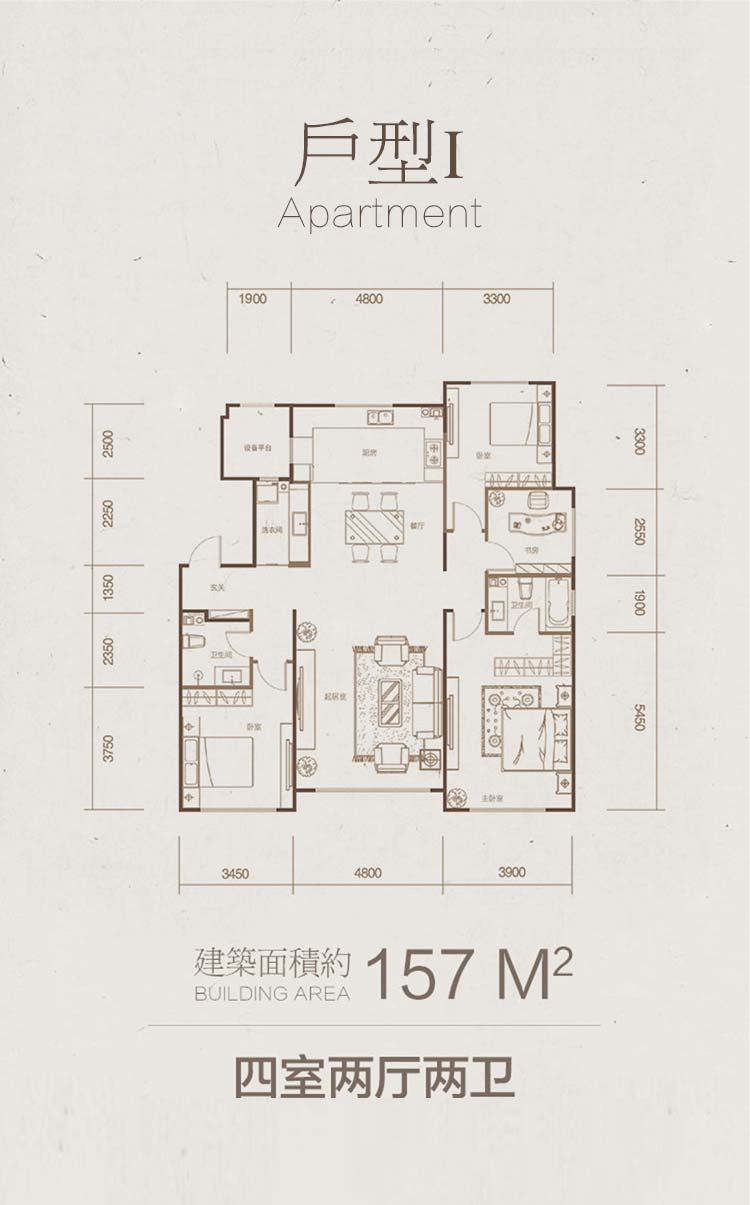 戶型I
Apartment
1900 4800 3300
2500
2250
1350
2350
3750
3300
2550
1900
5450
设备平台
厨房
卧室
洗衣间
餐厅
书房
玄关
卫生间
卫生间
起居室
卧室
主卧室
3450 4800 3900
建築面積約 157 M²
BUILDING AREA
四室两厅两卫